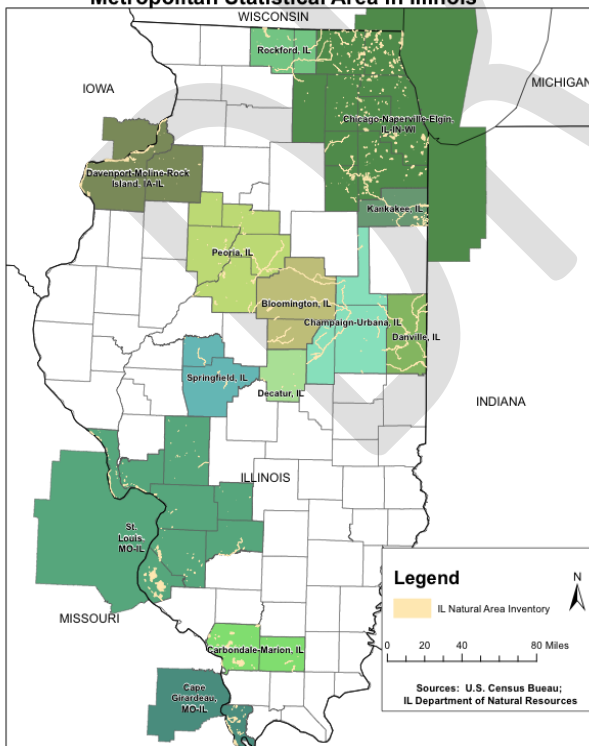 Metropolitan Statistical Area in Illinois
WISCONSIN
Rockford, IL
IOWA
MICHIGAN
Chicago-Naperville-Elgin,
IL-IN-WI
Davenport-Moline-Rock
Island, IA-IL
Kankakee, IL
Peoria, IL
Bloomington, IL
Champaign-Urbana, IL
Danville, IL
Springfield, IL
Decatur, IL
INDIANA
ILLINOIS
St.
Louis,
MO-IL
MISSOURI
Carbondale-Marion, IL
Cape
Girardeau,
MO-IL
Legend
N
IL Natural Area Inventory
0 20 40 80 Miles
Sources: U.S. Census Bueau;
IL Department of Natural Resources